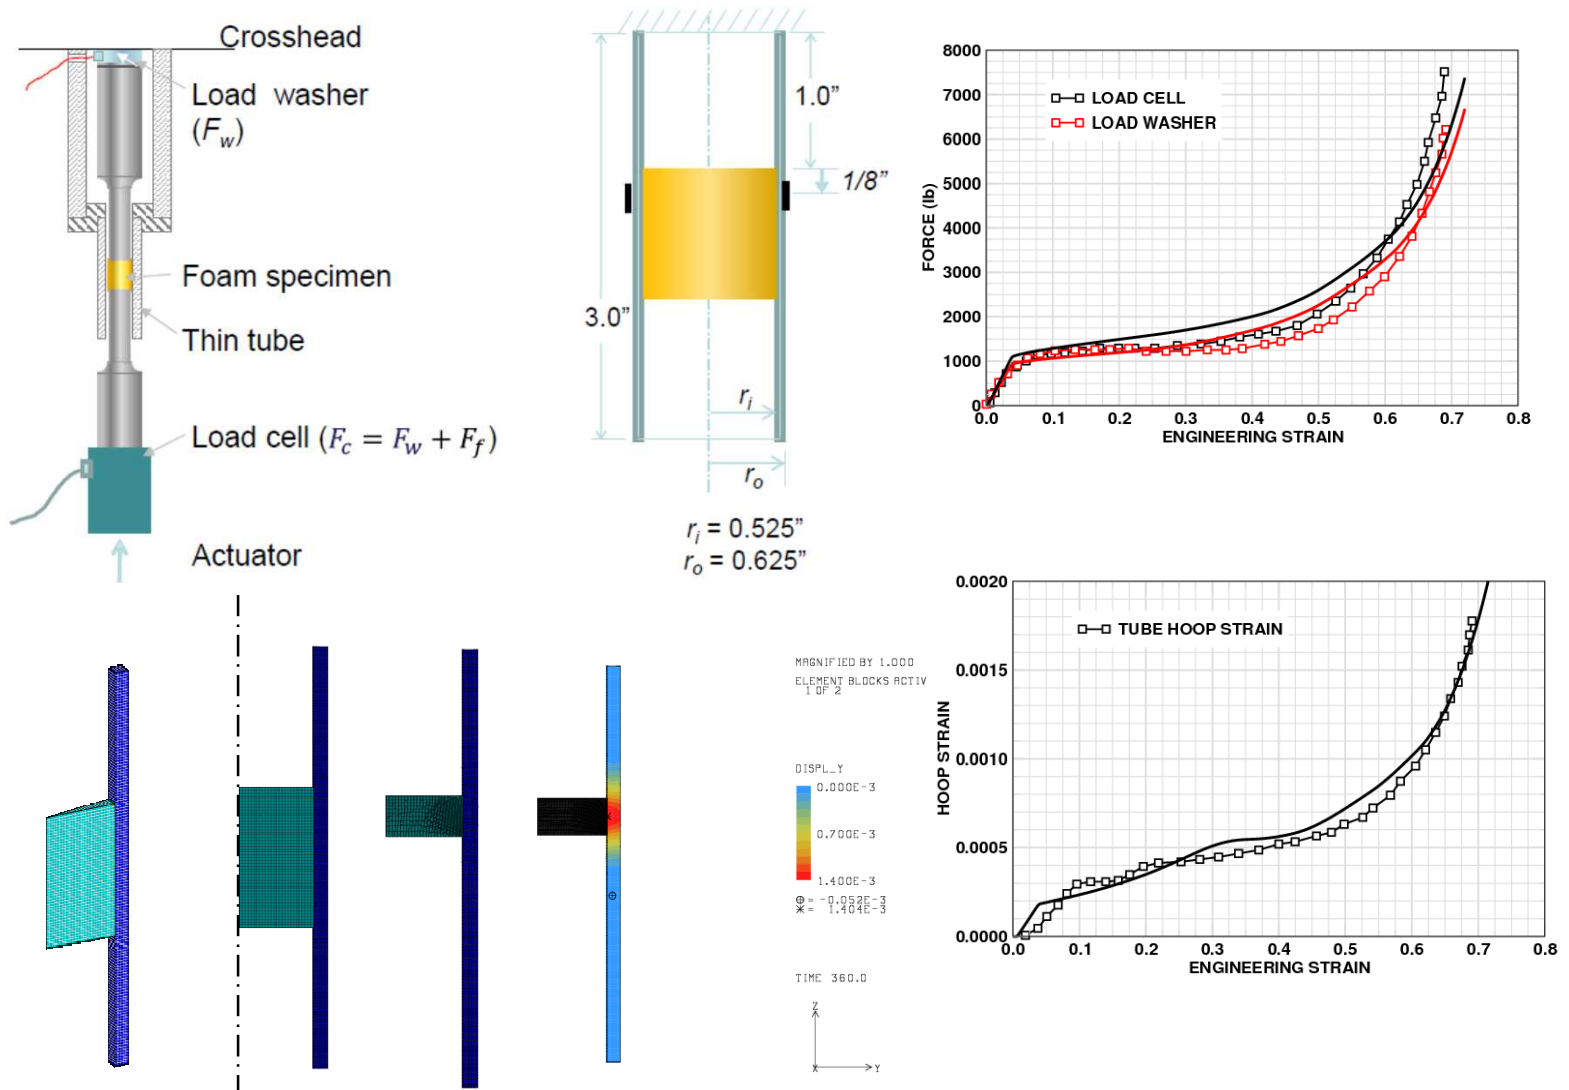 Crosshead
Load washer
(F_w)
Foam specimen
Thin tube
Load cell (F_c = F_w + F_f)
Actuator
1.0”
1/8”
3.0”
r_i
r_o
r_i = 0.525”
r_o = 0.625”
8000
7000
6000
5000
4000
3000
2000
1000
0
FORCE (lb)
LOAD CELL
LOAD WASHER
0.0 0.1 0.2 0.3 0.4 0.5 0.6 0.7 0.8
ENGINEERING STRAIN
MAGNIFIED BY 1.000
ELEMENT BLOCKS ACTIV
1 OF 2
DISPL_Y
0.000E-3
0.700E-3
1.400E-3
⊕ = -0.052E-3
✳ = 1.404E-3
TIME 360.0
Z
X
Y
0.0020
0.0015
0.0010
0.0005
0.0000
HOOP STRAIN
TUBE HOOP STRAIN
0.0 0.1 0.2 0.3 0.4 0.5 0.6 0.7 0.8
ENGINEERING STRAIN